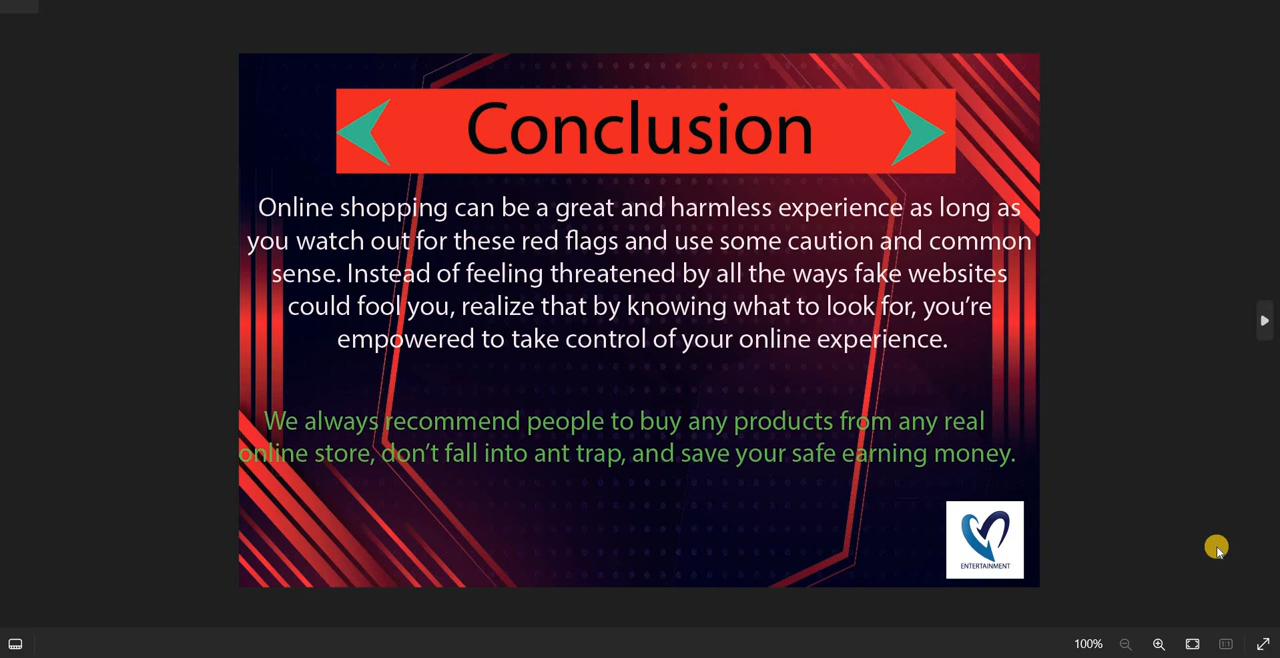 Conclusion
Online shopping can be a great and harmless experience as long as
you watch out for these red flags and use some caution and common
sense. Instead of feeling threatened by all the ways fake websites
could fool you, realize that by knowing what to look for, you’re
empowered to take control of your online experience.
We always recommend people to buy any products from any real
online store, don’t fall into ant trap, and save your safe earning money.
ENTERTAINMENT
100%
1:1